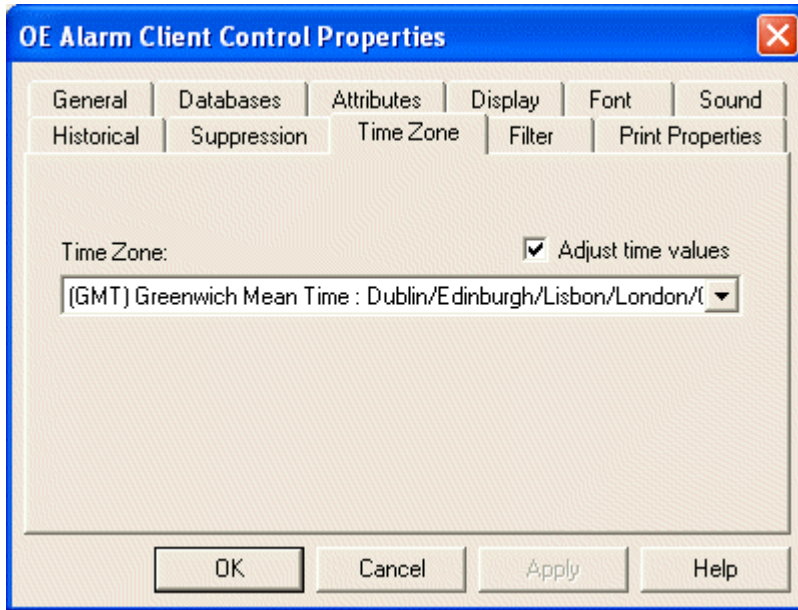 OE Alarm Client Control Properties
General Databases Attributes Display Font Sound
Historical Suppression Time Zone Filter Print Properties
Time Zone: Adjust time values
(GMT) Greenwich Mean Time : Dublin/Edinburgh/Lisbon/London/
OK Cancel Apply Help